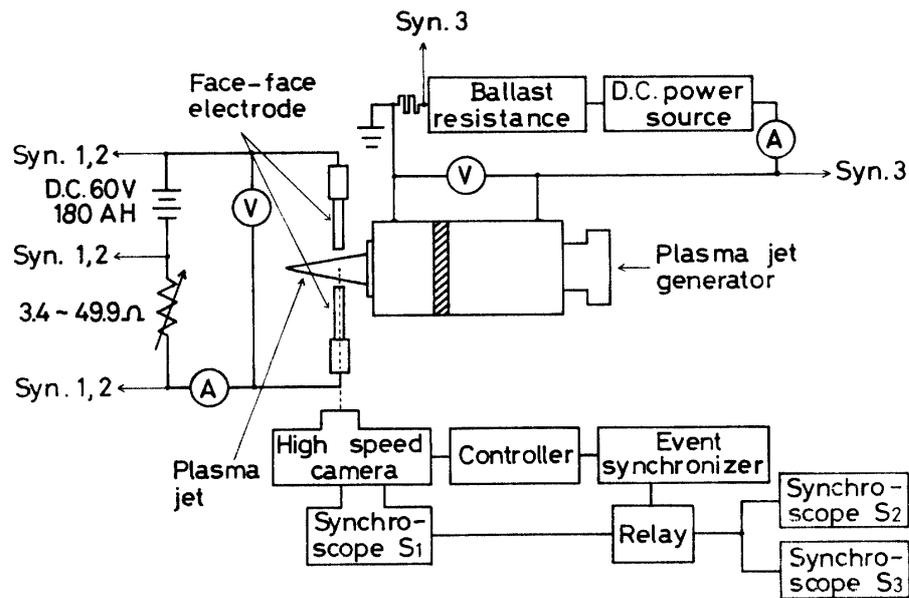 Syn. 3
Face-face
electrode
Ballast
resistance
D.C. power
source
A
Syn. 1,2
D.C. 60V
180 AH
V
V
Syn. 3
Syn. 1,2
Plasma jet
generator
3.4 ~ 49.9Ω
Syn. 1,2
A
Plasma
jet
High speed
camera
Controller
Event
synchronizer
Synchro-
scope S1
Relay
Synchro-
scope S2
Synchro-
scope S3